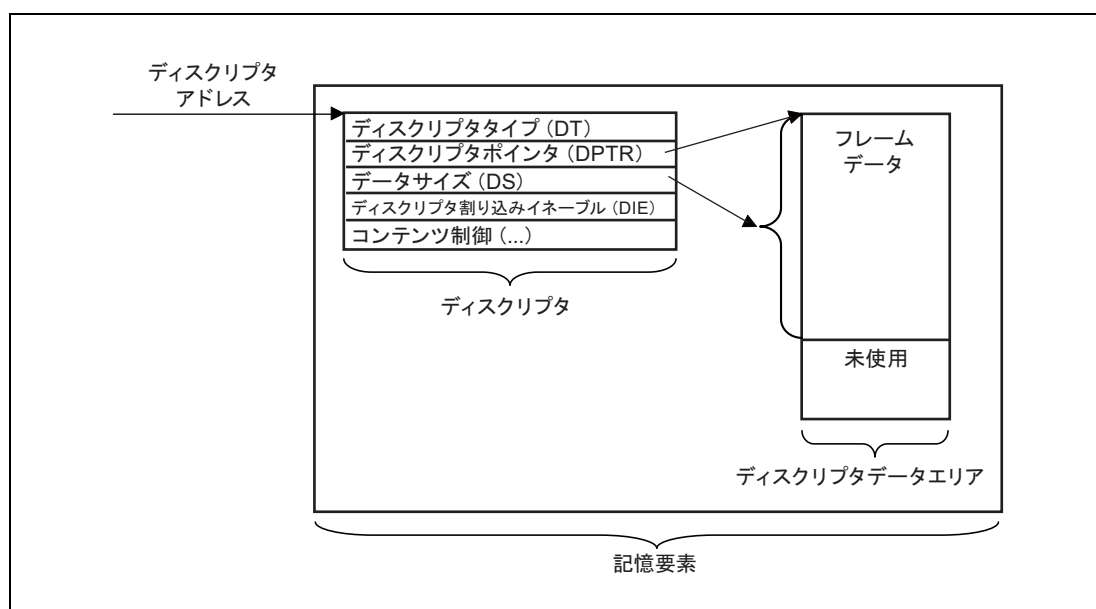 ディスクリプタ
アドレス
ディスクリプタタイプ (DT)
ディスクリプタポインタ (DPTR)
データサイズ (DS)
ディスクリプタ割り込みイネーブル (DIE)
コンテンツ制御 (...)
ディスクリプタ
フレーム
データ
未使用
ディスクリプタデータエリア
記憶要素